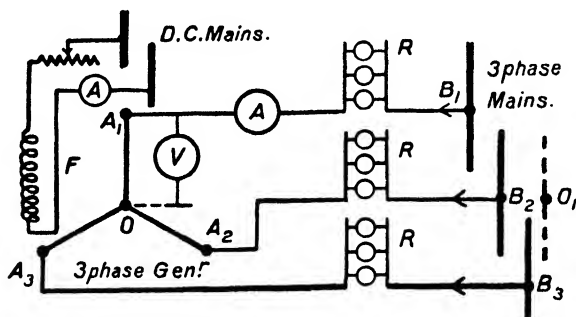 D.C. Mains.
A
F
A₁
A
V
O
A₂
A₃
3phase Genr
R
R
R
B₁
3phase
Mains.
B₂
O₁
B₃